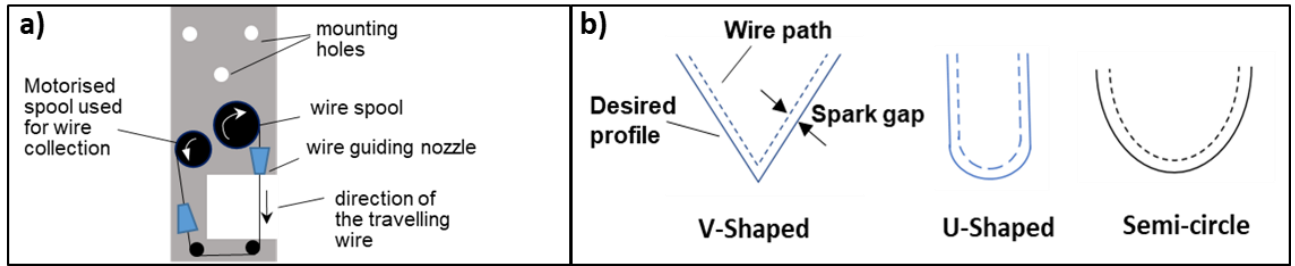 a)
mounting
holes
Motorised
spool used
for wire
collection
wire spool
wire guiding nozzle
direction of
the travelling
wire
b)
Wire path
Desired
profile
Spark gap
V-Shaped
U-Shaped
Semi-circle